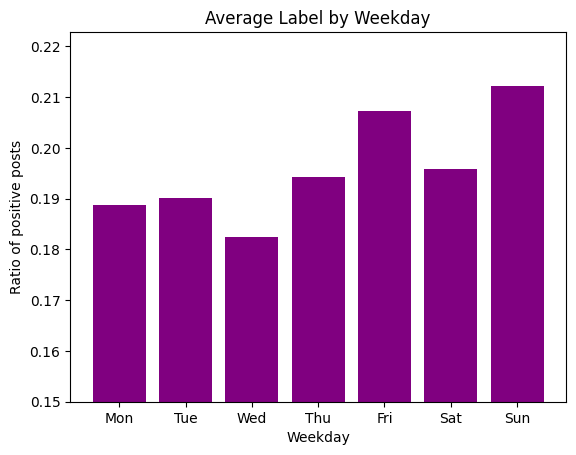 Average Label by Weekday
0.22
0.21
0.20
0.19
0.18
0.17
0.16
0.15
Ratio of positive posts
Mon Tue Wed Thu Fri Sat Sun
Weekday